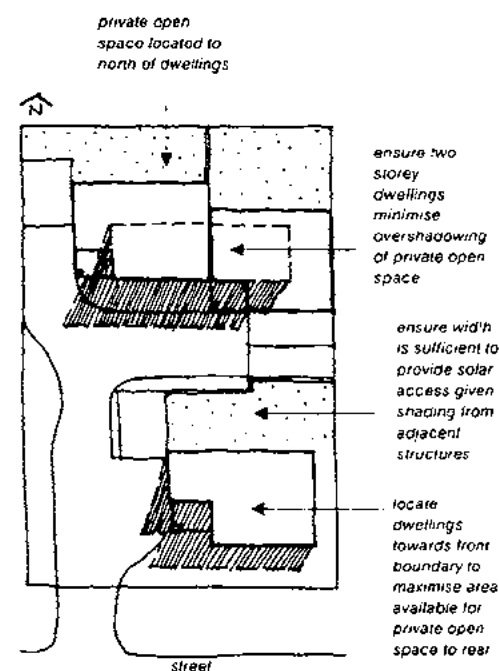 private open
space located to
north of dwellings
N
ensure two
storey
dwellings
minimise
overshadowing
of private open
space
ensure width
is sufficient to
provide solar
access given
shading from
adjacent
structures
locate
dwellings
towards front
boundary to
maximise area
available for
private open
space to rear
street